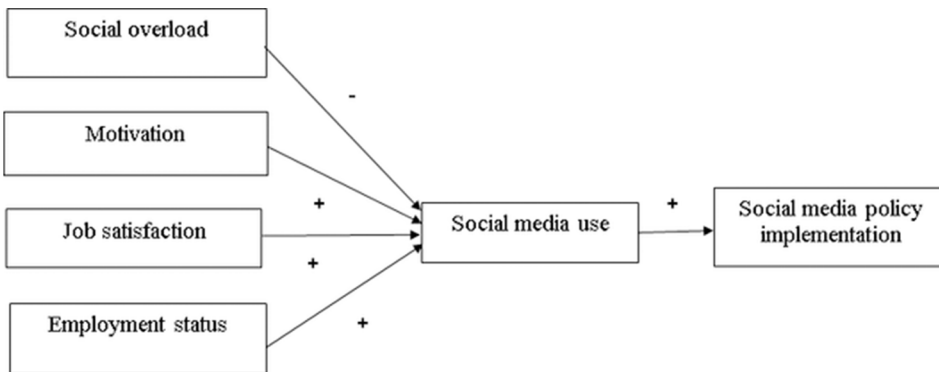 Social overload
-
Motivation
+
Job satisfaction
+
Employment status
+
Social media use
+
Social media policy
implementation